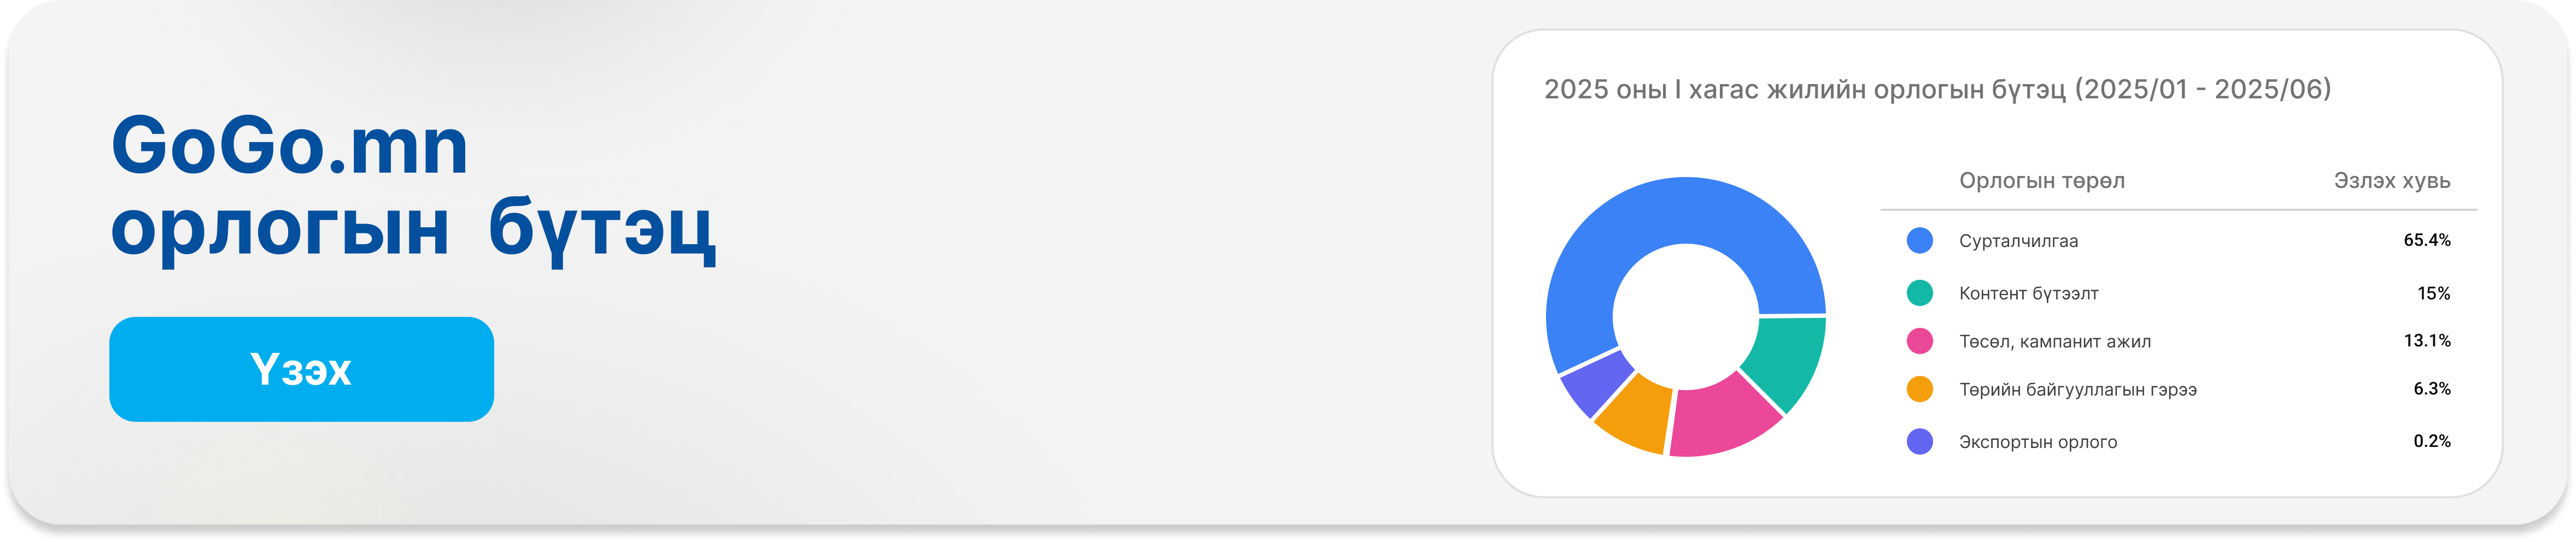 GoGo.mn
орлогын бүтэц
Үзэх
2025 оны I хагас жилийн орлогын бүтэц (2025/01 - 2025/06)
Орлогын төрөл Эзлэх хувь
Сурталчилгаа 65.4%
Контент бүтээлт 15%
Төсөл, кампанит ажил 13.1%
Төрийн байгууллагын гэрээ 6.3%
Экспортын орлого 0.2%